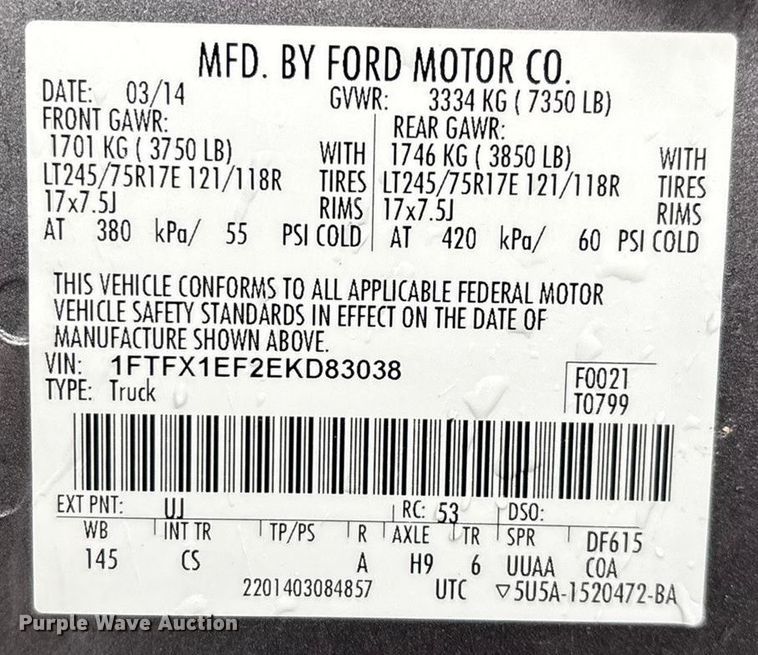 MFD. BY FORD MOTOR CO.
DATE: 03/14 GVWR: 3334 KG ( 7350 LB)
FRONT GAWR: REAR GAWR:
1701 KG ( 3750 LB) WITH 1746 KG ( 3850 LB) WITH
LT245/75R17E 121/118R TIRES LT245/75R17E 121/118R TIRES
17x7.5J RIMS 17x7.5J RIMS
AT 380 kPa/ 55 PSI COLD AT 420 kPa/ 60 PSI COLD
THIS VEHICLE CONFORMS TO ALL APPLICABLE FEDERAL MOTOR
VEHICLE SAFETY STANDARDS IN EFFECT ON THE DATE OF
MANUFACTURE SHOWN ABOVE.
VIN: 1FTFX1EF2EKD83038 F0021
TYPE: Truck T0799
EXT PNT: UJ RC: 53 DSO:
WB INT TR TP/PS R AXLE TR SPR DF615
145 CS A H9 6 UUAA COA
2201403084857 UTC ▽5U5A-1520472-BA
Purple Wave Auction